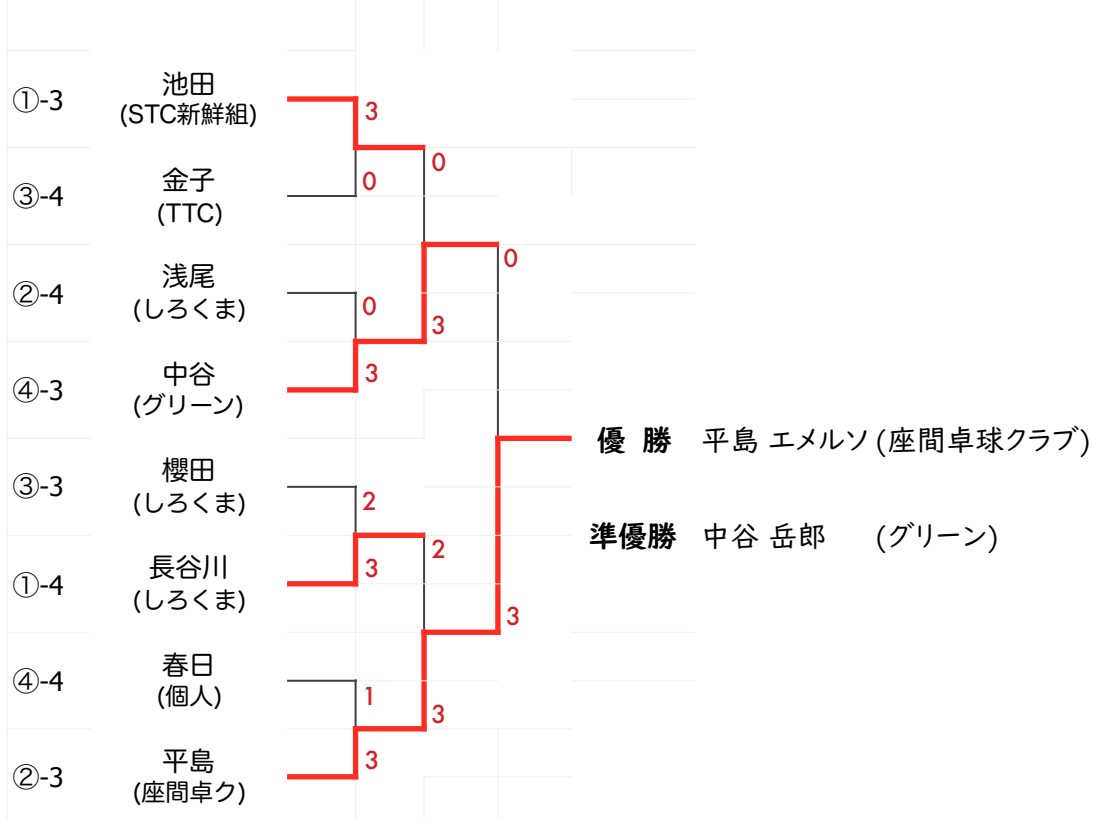 ①-3
池田
(STC新鮮組)
3
0
③-4
金子
(TTC)
0
0
②-4
浅尾
(しろくま)
0
3
④-3
中谷
(グリーン)
3
優 勝 平島 エメルソ (座間卓球クラブ)
③-3
櫻田
(しろくま)
2
準優勝 中谷 岳郎 (グリーン)
2
①-4
長谷川
(しろくま)
3
3
④-4
春日
(個人)
1
3
②-3
平島
(座間卓ク)
3